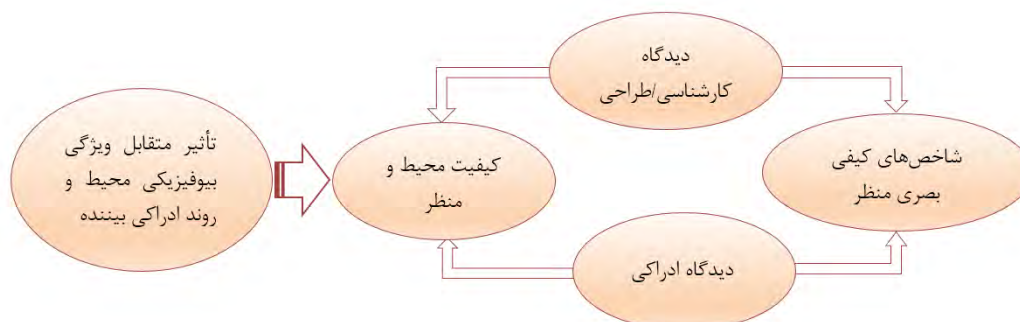 دیدگاه
کارشناسی/طراحی
شاخص‌های کیفی
بصری منظر
کیفیت محیط و
منظر
تأثیر متقابل ویژگی
بیوفیزیکی محیط و
روند ادراکی بیننده
دیدگاه ادراکی